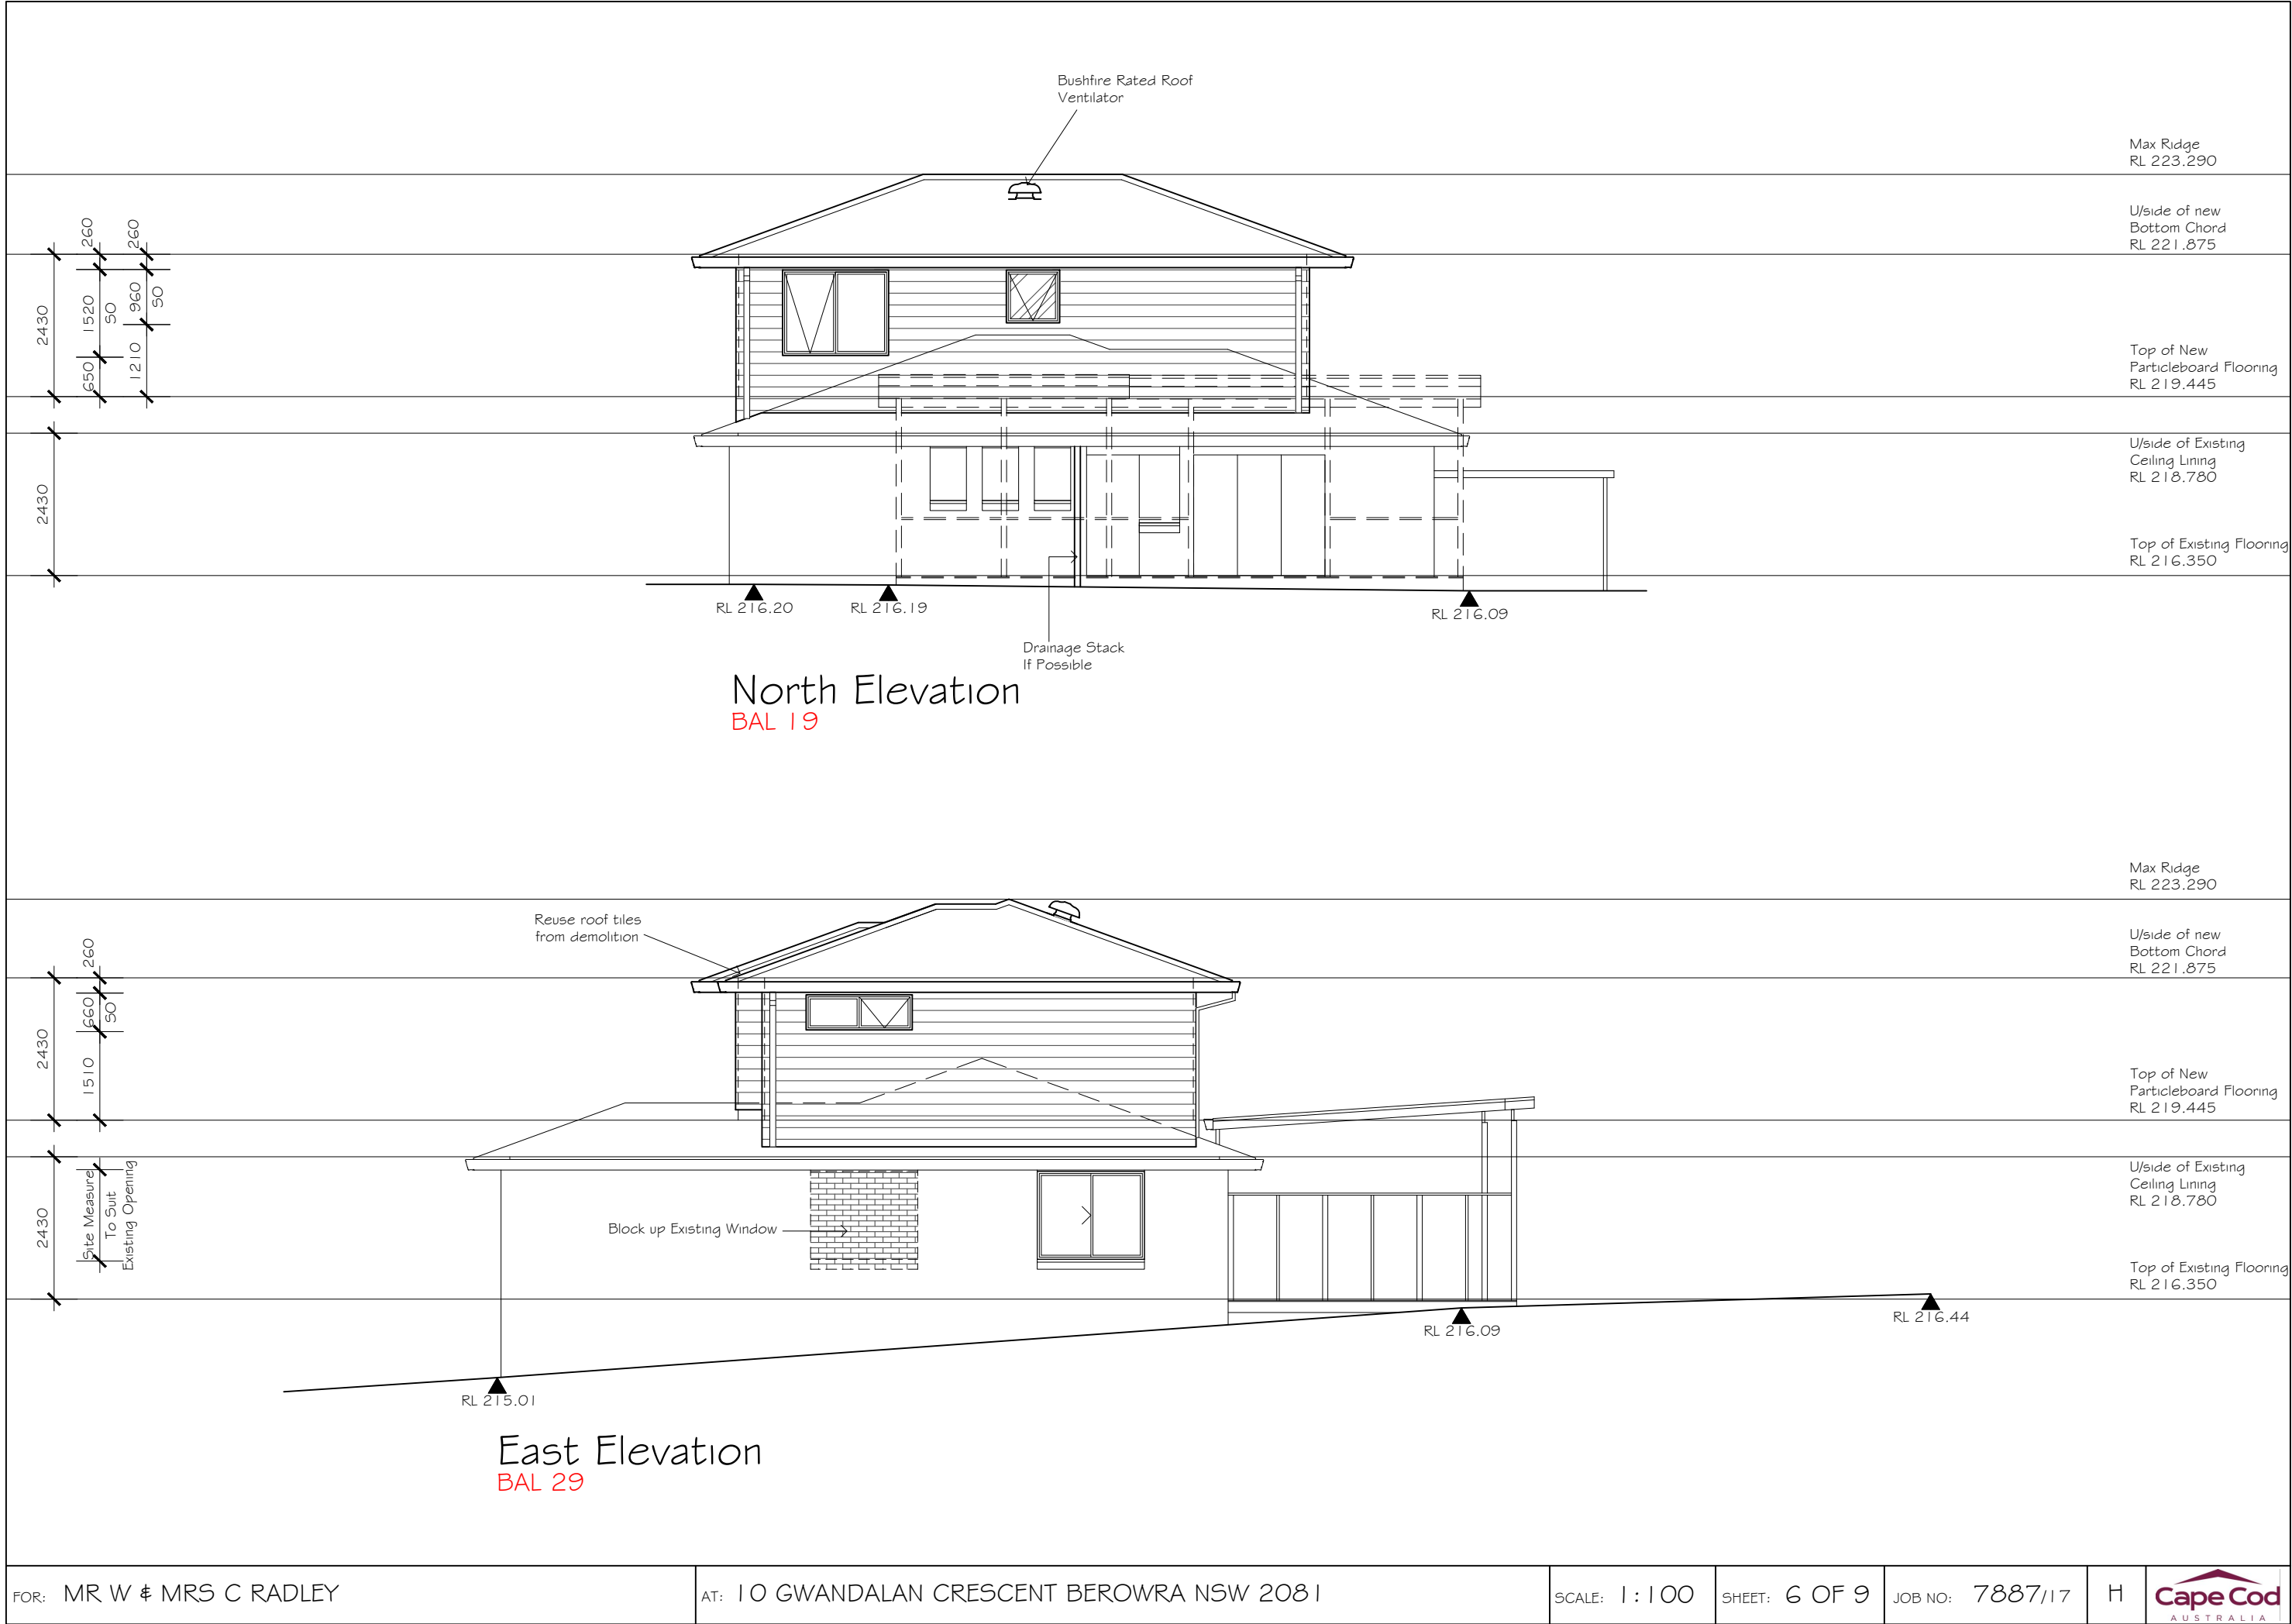 Bushfire Rated Roof
Ventilator
Max Ridge
RL 223.290
U/side of new
Bottom Chord
RL 221.875
Top of New
Particleboard Flooring
RL 219.445
U/side of Existing
Ceiling Lining
RL 218.780
Top of Existing Flooring
RL 216.350
2430
260
1520
50
650
260
960
50
1210
2430
RL 216.20
RL 216.19
RL 216.09
Drainage Stack
If Possible
North Elevation
BAL 19
Max Ridge
RL 223.290
U/side of new
Bottom Chord
RL 221.875
Top of New
Particleboard Flooring
RL 219.445
U/side of Existing
Ceiling Lining
RL 218.780
Top of Existing Flooring
RL 216.350
Reuse roof tiles
from demolition
2430
260
660
50
1510
2430
Site Measure
To Suit
Existing Opening
Block up Existing Window
RL 216.09
RL 216.44
RL 215.01
East Elevation
BAL 29
FOR: MR W & MRS C RADLEY
AT: 10 GWANDALAN CRESCENT BEROWRA NSW 2081
SCALE: 1:100
SHEET: 6 OF 9
JOB NO: 7887/17
H
Cape Cod
AUSTRALIA